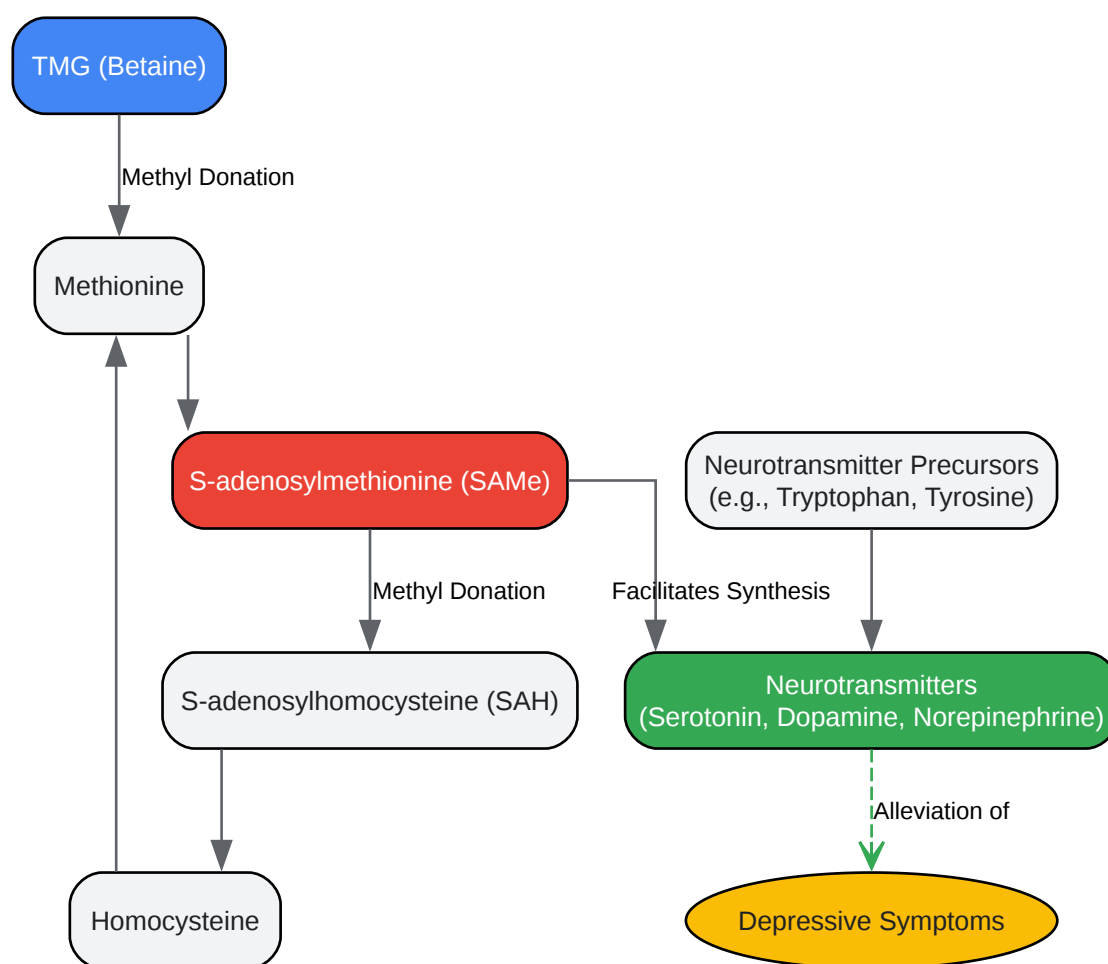 TMG (Betaine)
Methyl Donation
Methionine
S-adenosylmethionine (SAMe)
Neurotransmitter Precursors
(e.g., Tryptophan, Tyrosine)
Methyl Donation
Facilitates Synthesis
S-adenosylhomocysteine (SAH)
Neurotransmitters
(Serotonin, Dopamine, Norepinephrine)
Alleviation of
Homocysteine
Depressive Symptoms